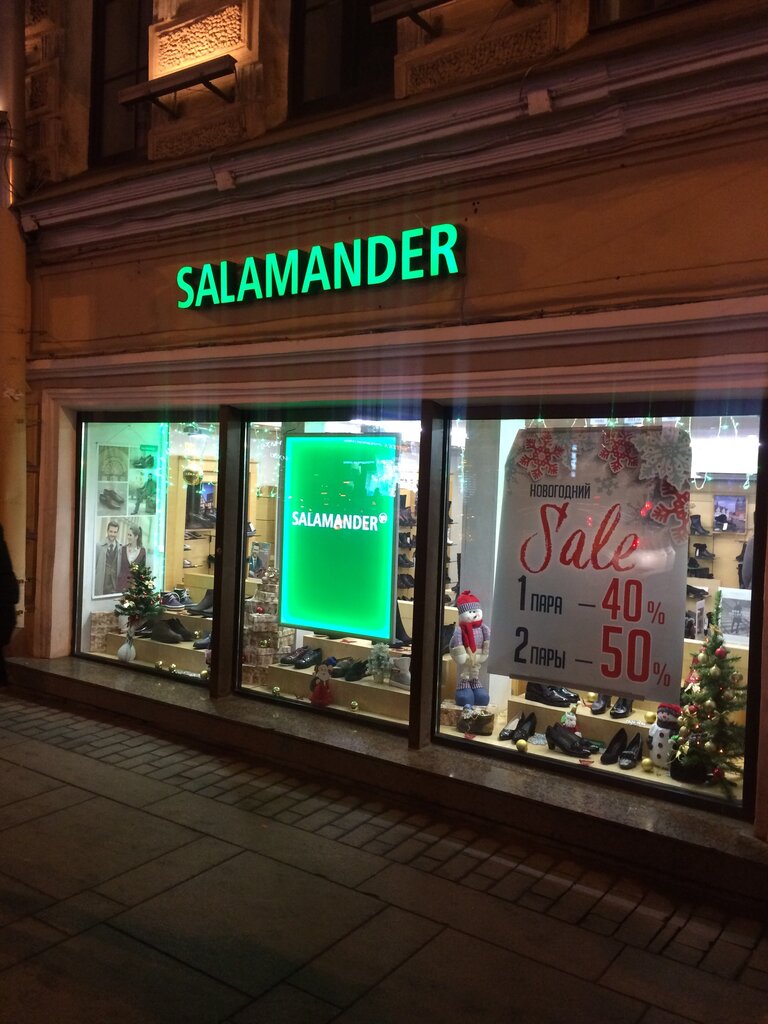 SALAMANDER
SALAMANDER
НОВОГОДНИЙ
Sale
1 ПАРА – 40%
2 ПАРЫ – 50%